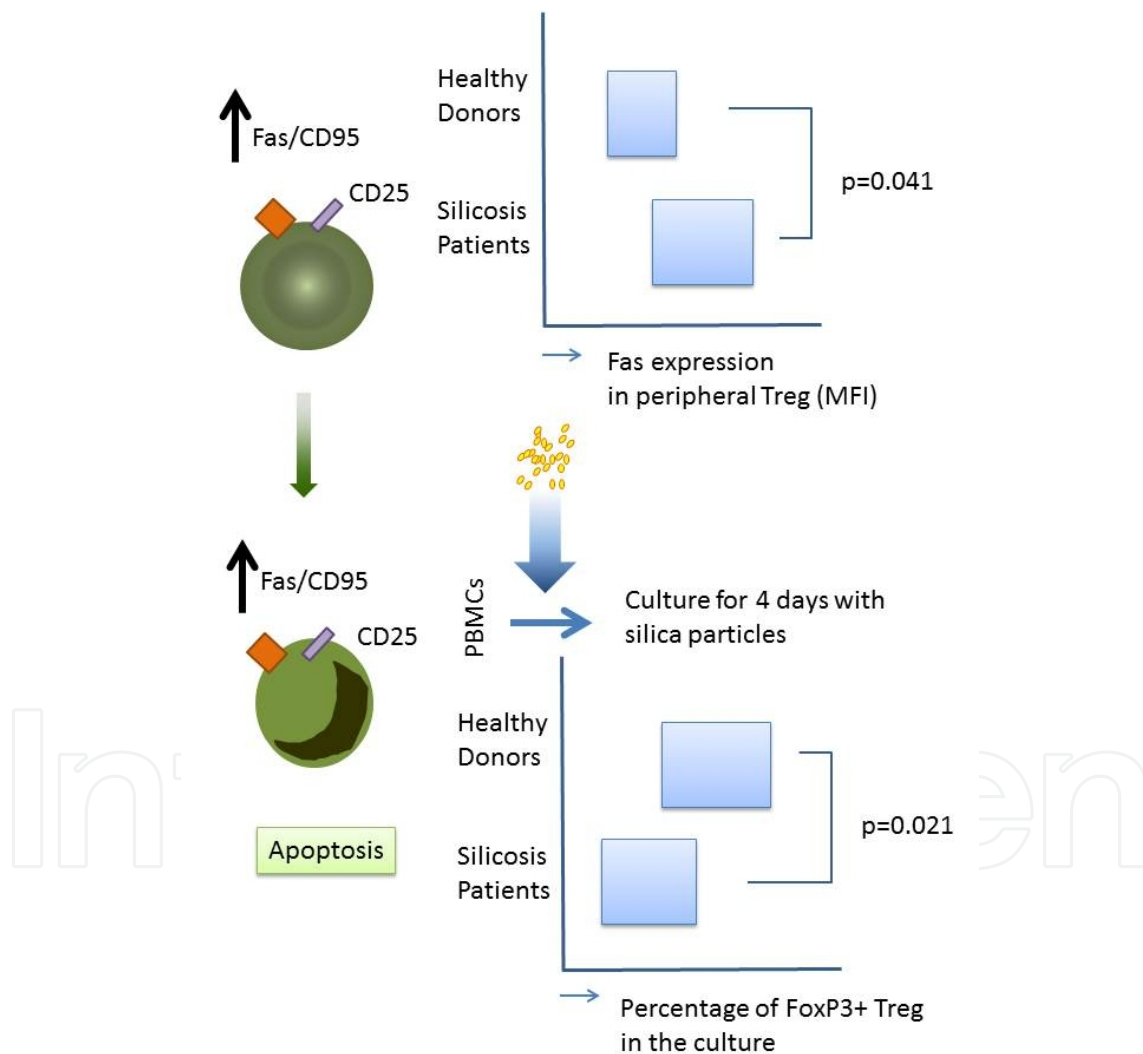 Healthy
Donors
Fas/CD95
CD25
p=0.041
Silicosis
Patients
Fas expression
in peripheral Treg (MFI)
Fas/CD95
CD25
PBMCs
Culture for 4 days with
silica particles
Healthy
Donors
p=0.021
Apoptosis
Silicosis
Patients
Percentage of FoxP3+ Treg
in the culture